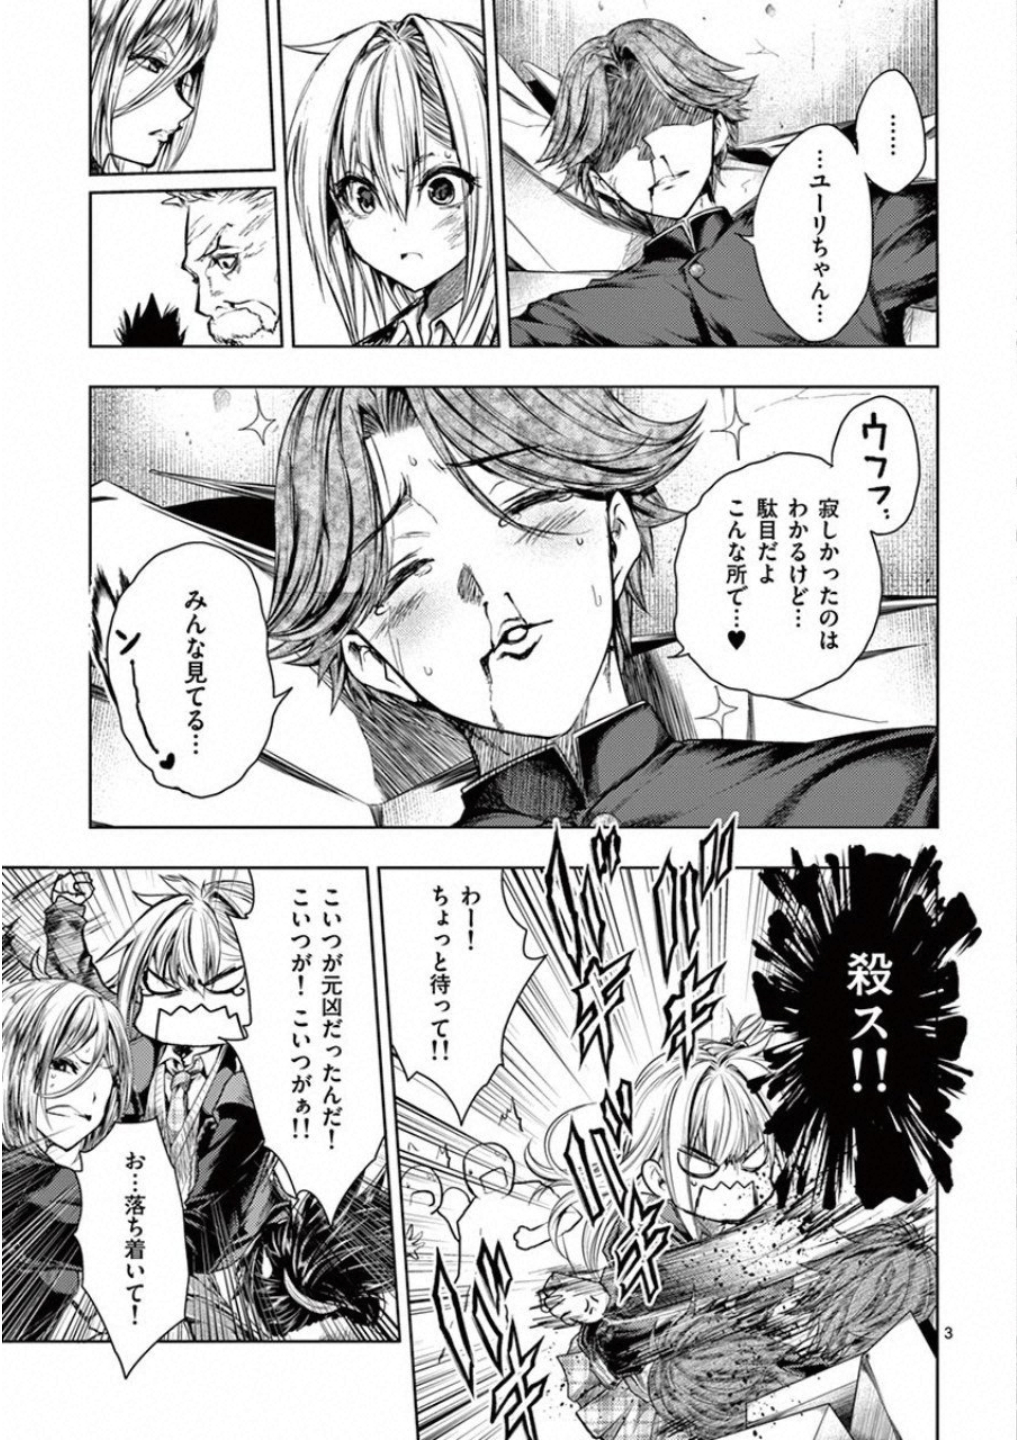 ……
…ユーリちゃん…
ウフフ
寂しかったのは
わかるけど…
駄目だよ
こんな所で…♥
みんな見てる…
ンー♥
殺ス!!
わー!
ちょっと待って!!
こいつが元凶だったんだ!
こいつが!こいつがぁ!!
お…落ち着いて!
3